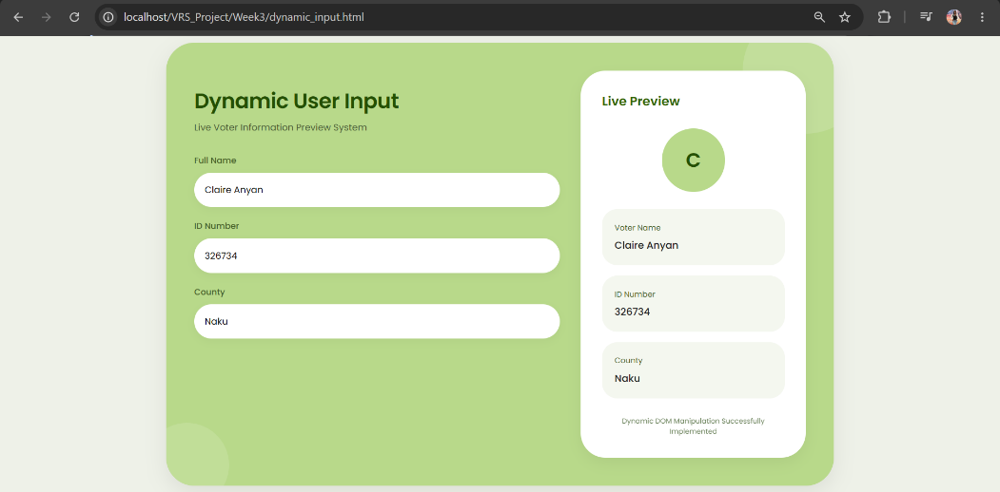 localhost/VRS_Project/Week3/dynamic_input.html
Dynamic User Input
Live Voter Information Preview System
Full Name
Claire Anyan
ID Number
326734
County
Naku
Live Preview
C
Voter Name
Claire Anyan
ID Number
326734
County
Naku
Dynamic DOM Manipulation Successfully
Implemented